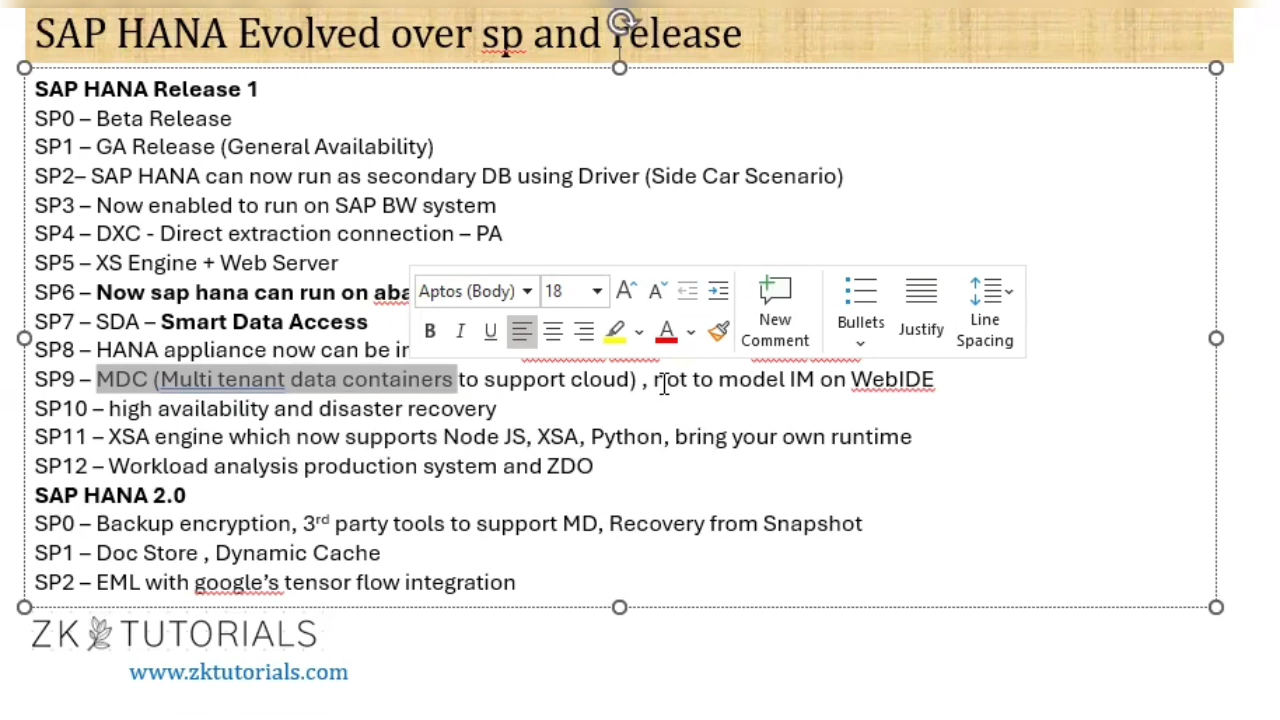 SAP HANA Evolved over sp and release
SAP HANA Release 1
SP0 – Beta Release
SP1 – GA Release (General Availability)
SP2– SAP HANA can now run as secondary DB using Driver (Side Car Scenario)
SP3 – Now enabled to run on SAP BW system
SP4 – DXC - Direct extraction connection – PA
SP5 – XS Engine + Web Server
SP6 – Now sap hana can run on aba
Aptos (Body) 18
New Comment
Bullets
Justify
Line Spacing
B I U A
SP7 – SDA – Smart Data Access
SP8 – HANA appliance now can be in
SP9 – MDC (Multi tenant data containers to support cloud) , not to model IM on WebIDE
SP10 – high availability and disaster recovery
SP11 – XSA engine which now supports Node JS, XSA, Python, bring your own runtime
SP12 – Workload analysis production system and ZDO
SAP HANA 2.0
SP0 – Backup encryption, 3rd party tools to support MD, Recovery from Snapshot
SP1 – Doc Store , Dynamic Cache
SP2 – EML with google's tensor flow integration
ZK TUTORIALS
www.zktutorials.com